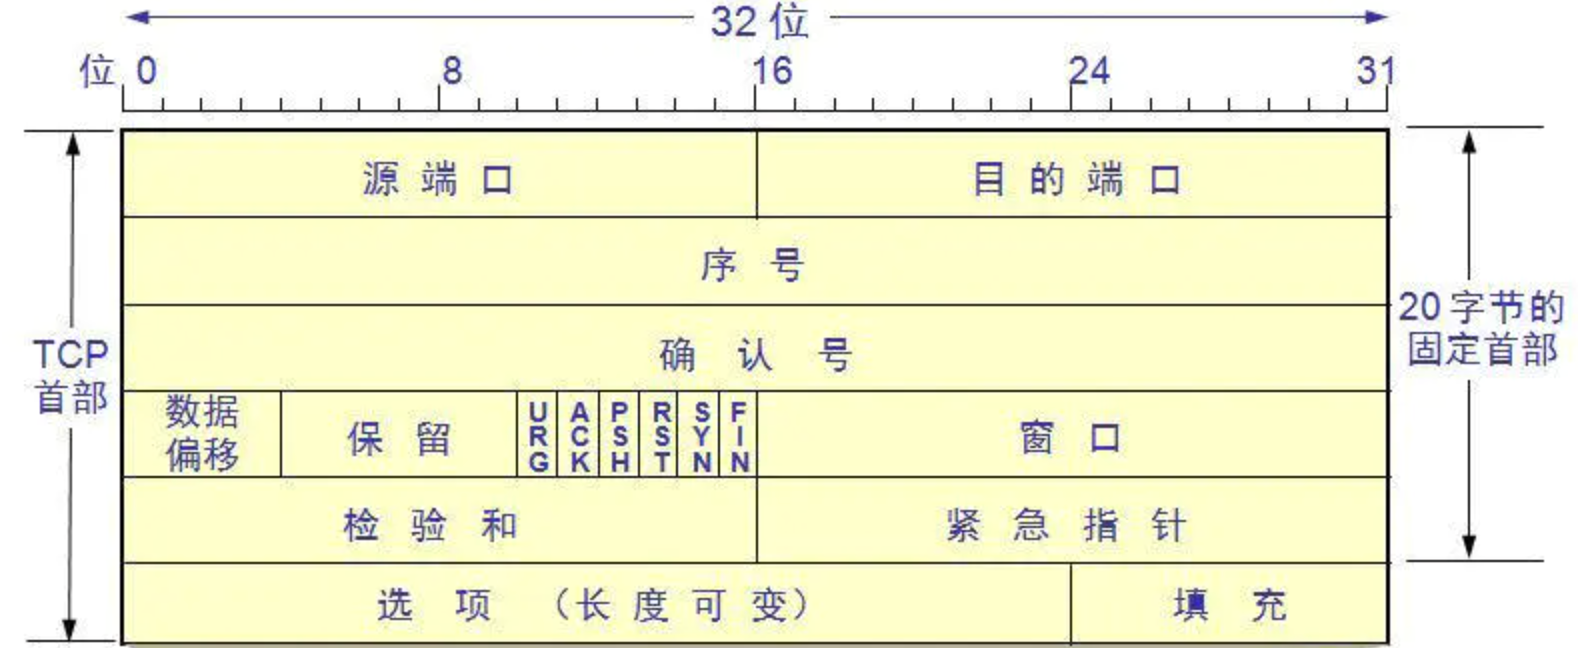 32 位
位 0 8 16 24 31
源端口 目的端口
序号
确认号
TCP
首部
20 字节的
固定首部
数据
偏移
保留
URG
ACK
PSH
RST
SYN
FIN
窗口
检验和 紧急指针
选项 （长度可变） 填充